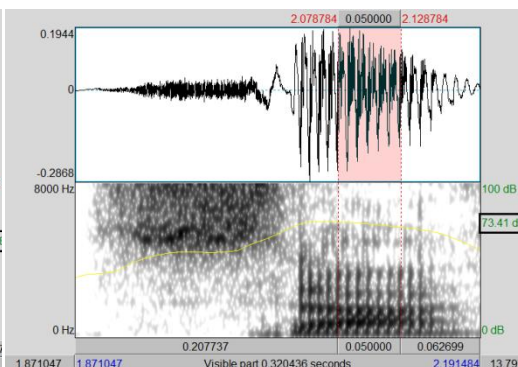 2.078784 0.050000 2.128784
0.1944
0
-0.2868
8000 Hz 100 dB
73.41 d
0 Hz 0 dB
0.207737 0.050000 0.062699
1.871047 1.871047 Visible part 0.320436 seconds 2.191484 13.79